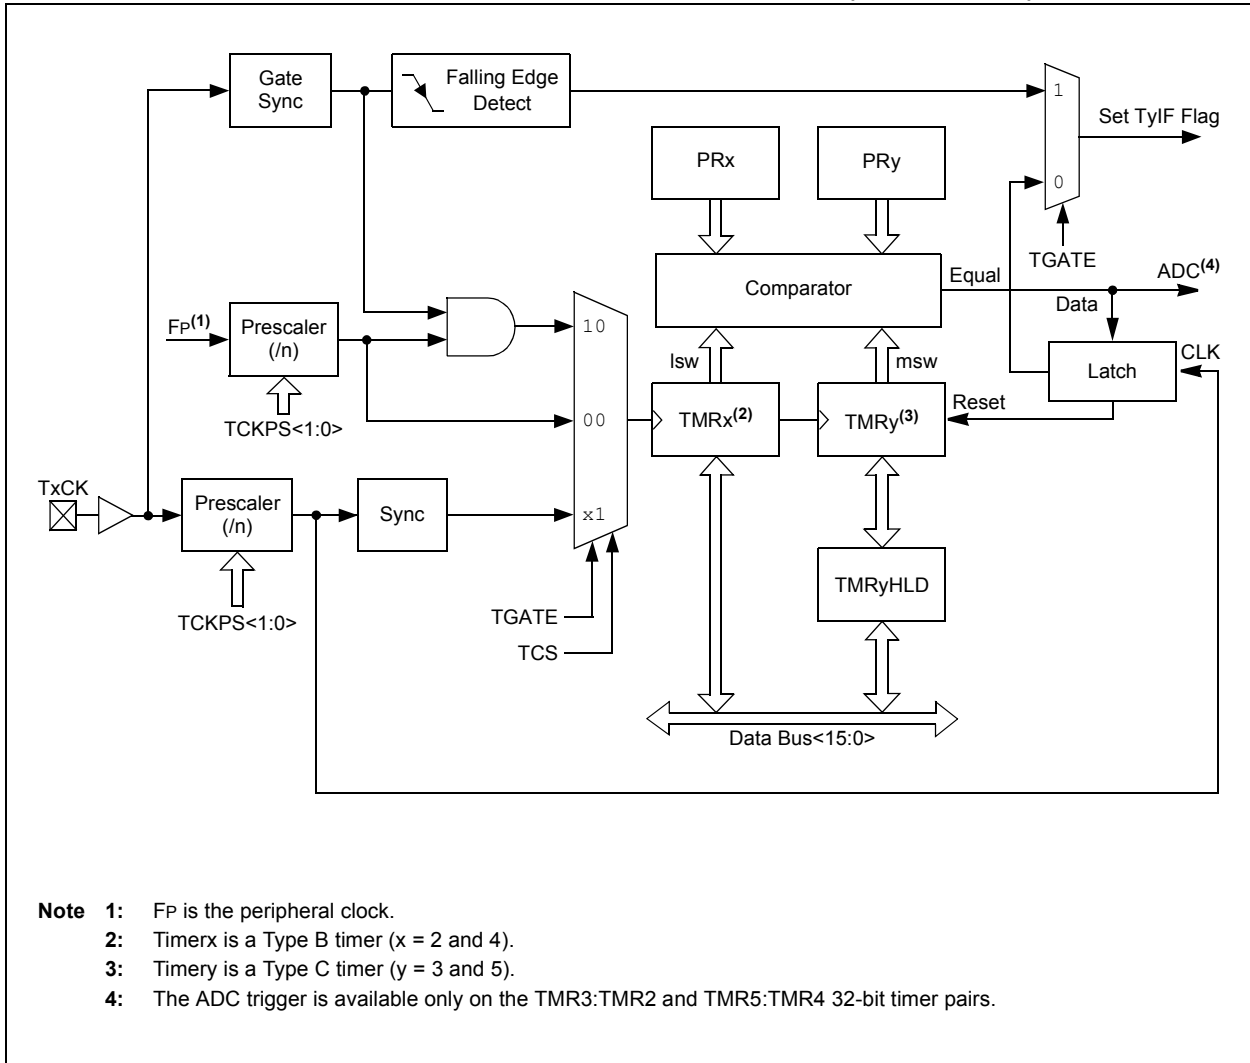 Gate
Sync
Falling Edge
Detect
1
Set TyIF Flag
PRx
PRy
0
TGATE
ADC(4)
Comparator
Equal
Data
FP(1)
Prescaler
(/n)
10
lsw
msw
CLK
Latch
TCKPS<1:0>
00
TMRx(2)
TMRy(3)
Reset
TxCK
Prescaler
(/n)
Sync
x1
TCKPS<1:0>
TGATE
TCS
TMRyHLD
Data Bus<15:0>
Note 1: FP is the peripheral clock.
2: Timerx is a Type B timer (x = 2 and 4).
3: Timery is a Type C timer (y = 3 and 5).
4: The ADC trigger is available only on the TMR3:TMR2 and TMR5:TMR4 32-bit timer pairs.